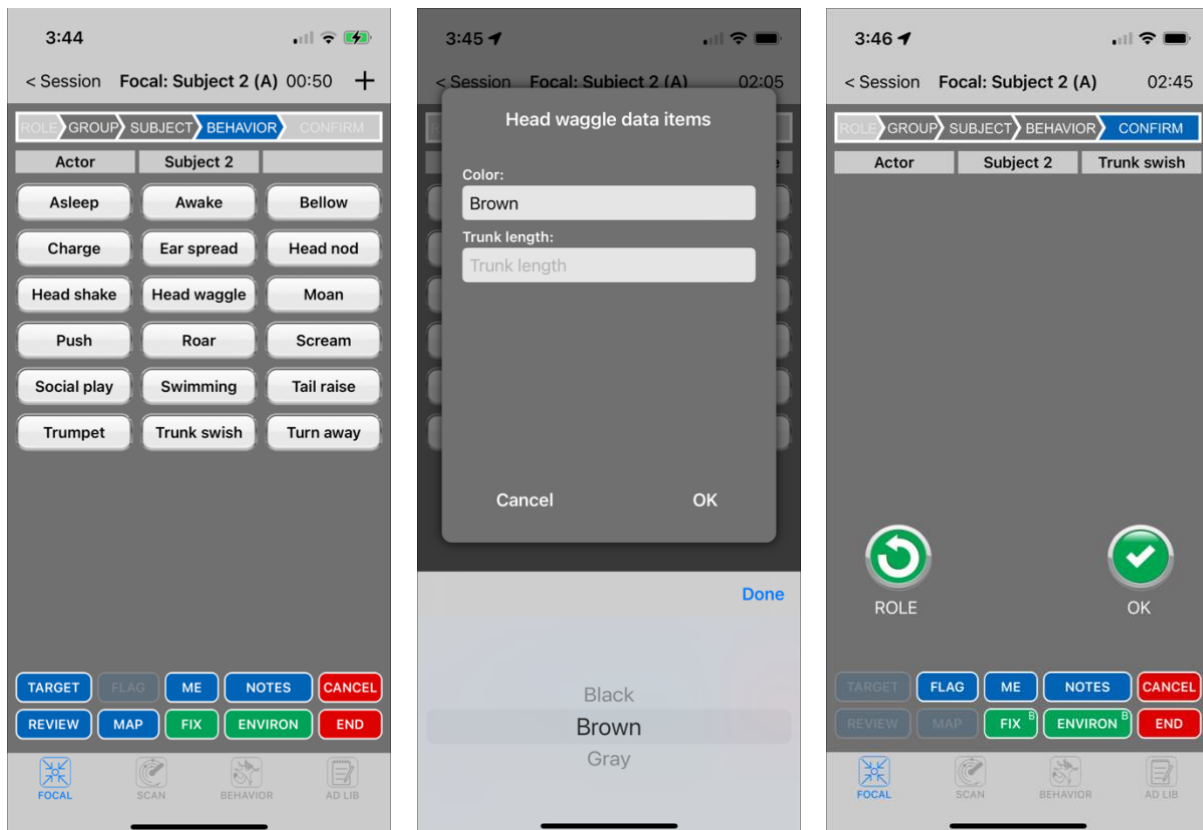 3:44
< Session Focal: Subject 2 (A) 00:50 +
ROLE GROUP SUBJECT BEHAVIOR CONFIRM
Actor Subject 2
Asleep Awake Bellow
Charge Ear spread Head nod
Head shake Head waggle Moan
Push Roar Scream
Social play Swimming Tail raise
Trumpet Trunk swish Turn away
TARGET FLAG ME NOTES CANCEL
REVIEW MAP FIX ENVIRON END
FOCAL SCAN BEHAVIOR AD LIB
3:45
< Session Focal: Subject 2 (A) 02:05
Head waggle data items
Color:
Brown
Trunk length:
Trunk length
Cancel OK
Done
Black
Brown
Gray
3:46
< Session Focal: Subject 2 (A) 02:45
ROLE GROUP SUBJECT BEHAVIOR CONFIRM
Actor Subject 2 Trunk swish
ROLE OK
TARGET FLAG ME NOTES CANCEL
REVIEW MAP FIX B ENVIRON B END
FOCAL SCAN BEHAVIOR AD LIB